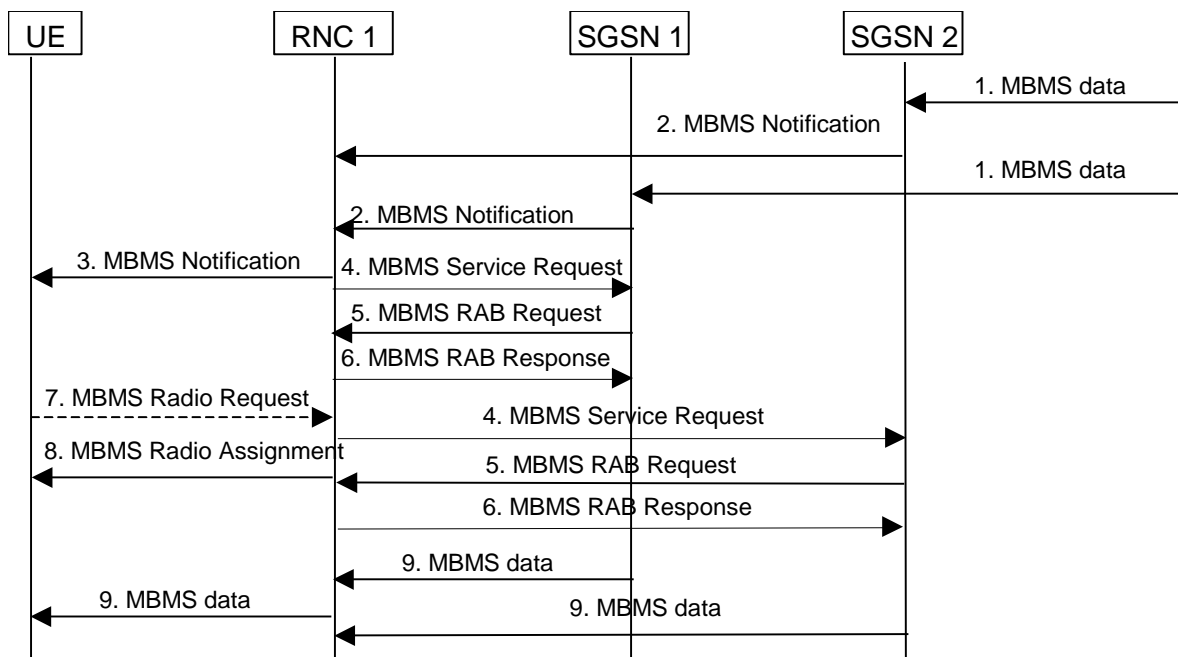 UE
RNC 1
SGSN 1
SGSN 2
1. MBMS data
2. MBMS Notification
1. MBMS data
2. MBMS Notification
3. MBMS Notification
4. MBMS Service Request
5. MBMS RAB Request
6. MBMS RAB Response
7. MBMS Radio Request
4. MBMS Service Request
8. MBMS Radio Assignment
5. MBMS RAB Request
6. MBMS RAB Response
9. MBMS data
9. MBMS data
9. MBMS data